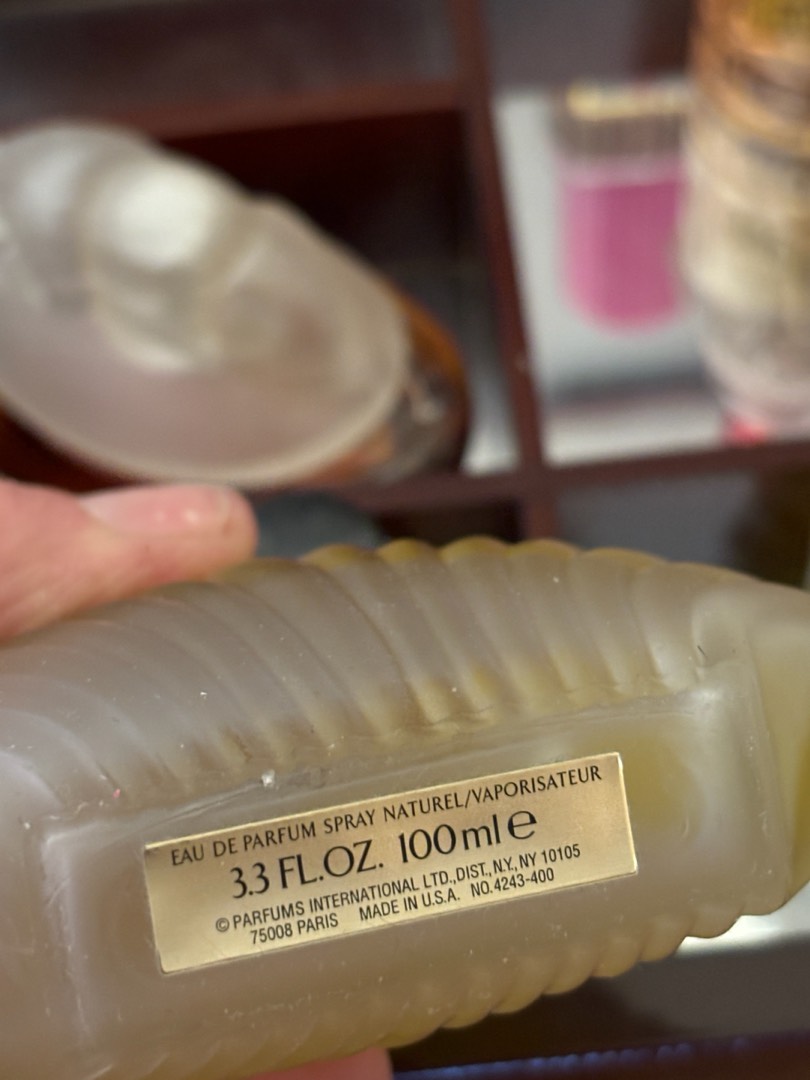 EAU DE PARFUM SPRAY NATUREL/VAPORISATEUR
3.3 FL.OZ. 100ml℮
© PARFUMS INTERNATIONAL LTD.,DIST., N.Y., NY 10105
75008 PARIS MADE IN U.S.A. NO.4243-400